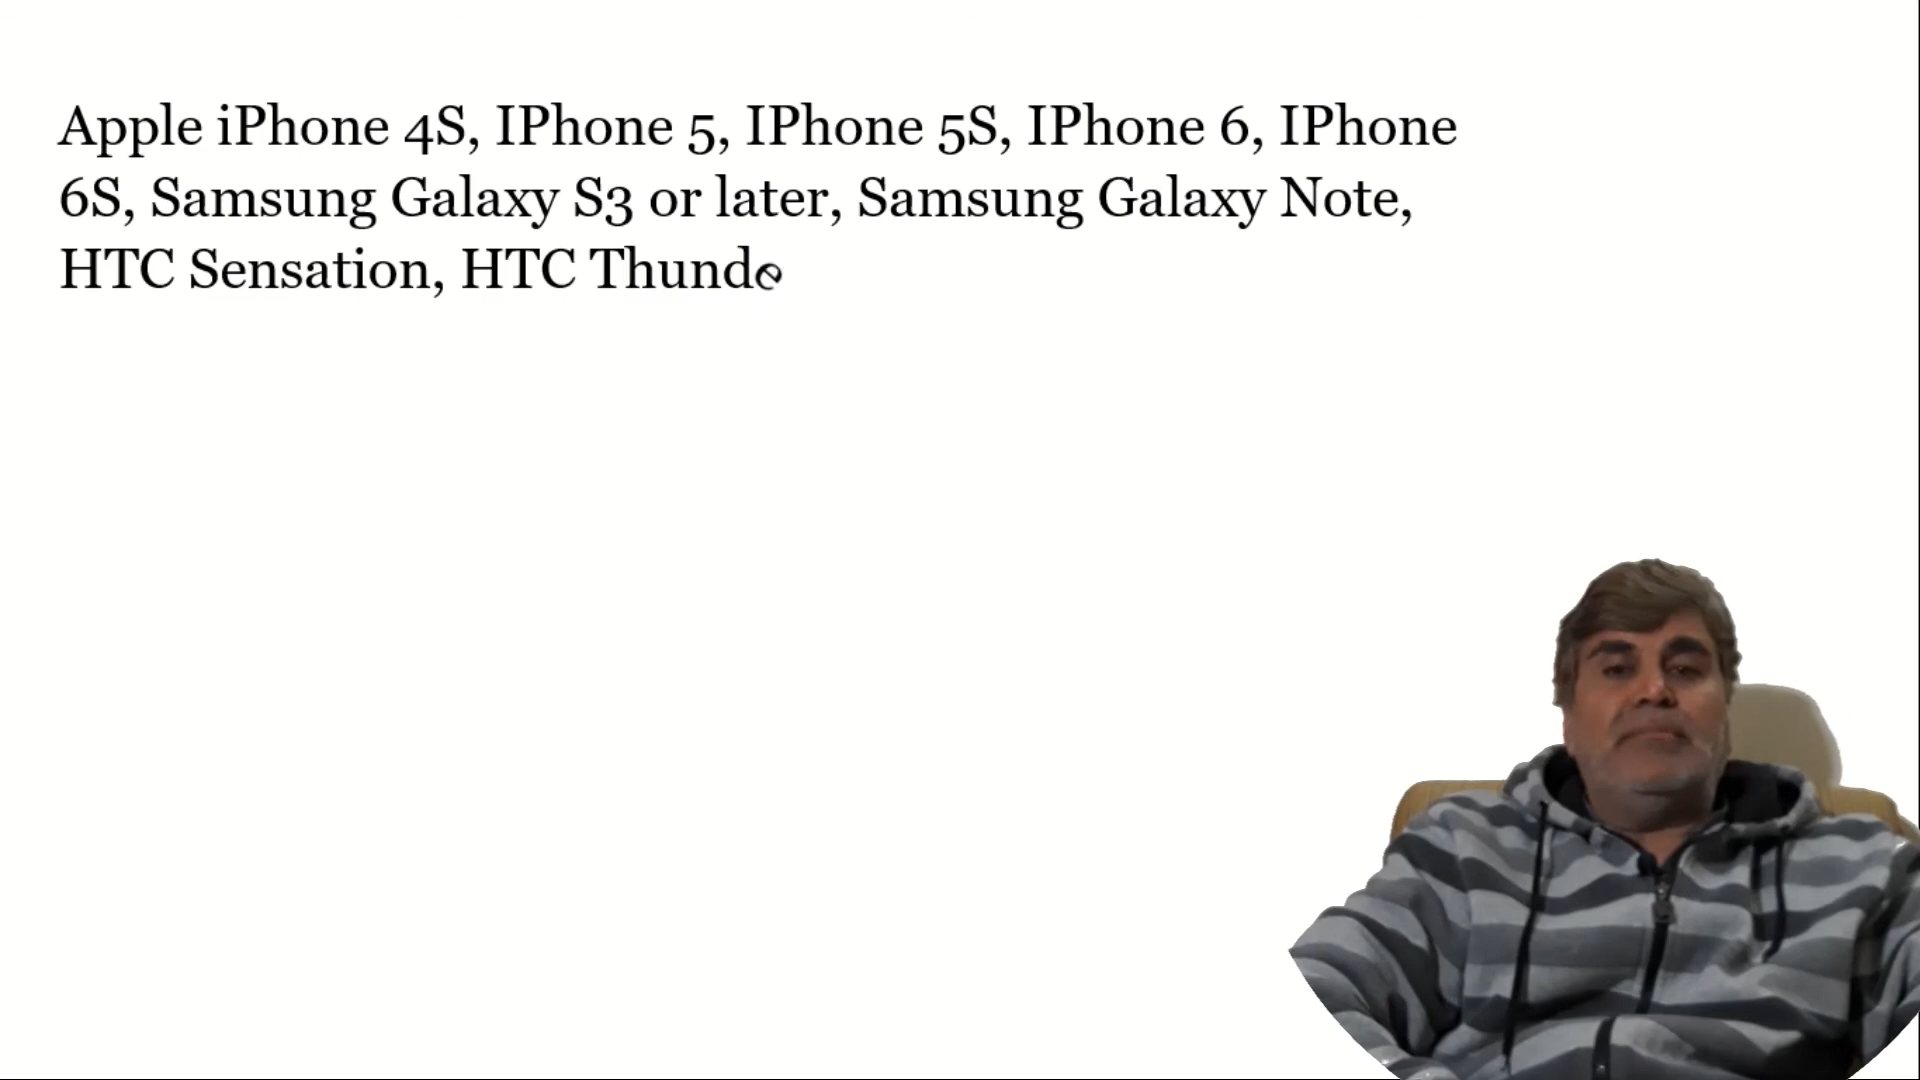 Apple iPhone 4S, IPhone 5, IPhone 5S, IPhone 6, IPhone
6S, Samsung Galaxy S3 or later, Samsung Galaxy Note,
HTC Sensation, HTC Thunde